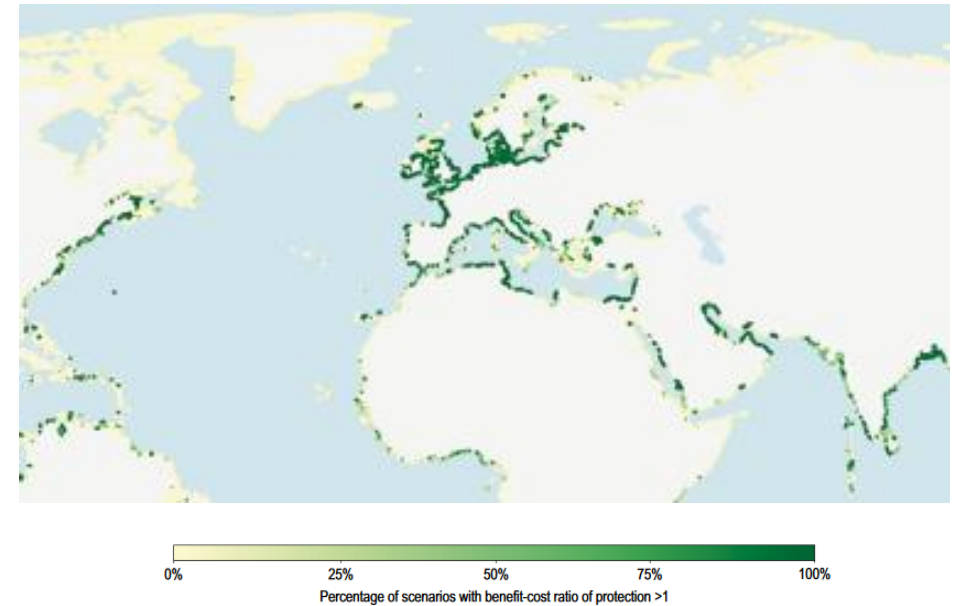 0% 25% 50% 75% 100%
Percentage of scenarios with benefit-cost ratio of protection >1